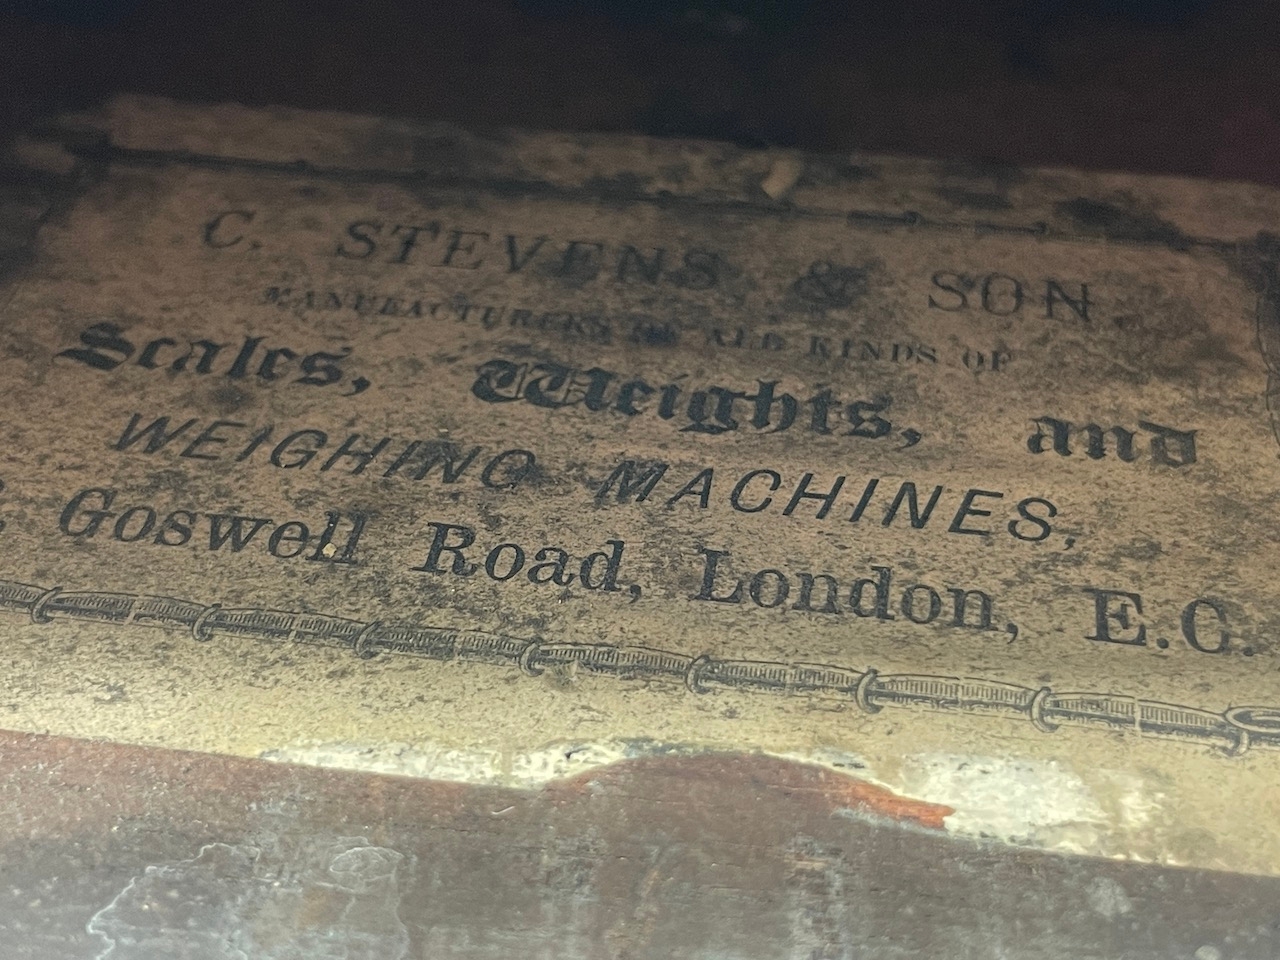 C. STEVENS & SON,
MANUFACTURERS OF ALL KINDS OF
Scales, Weights, and
WEIGHING MACHINES,
Goswell Road, London, E.C.